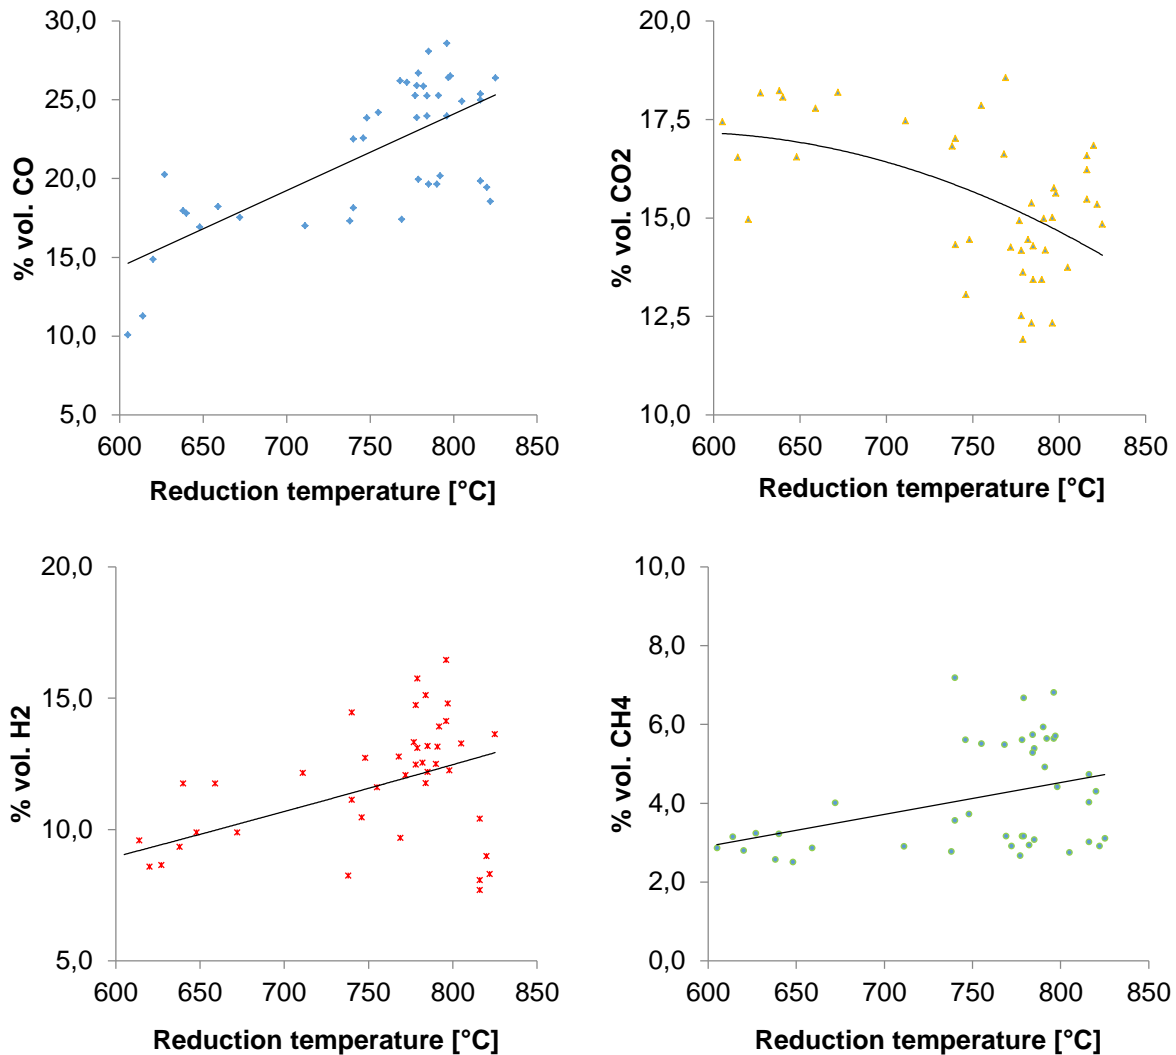 % vol. CO
30,0
25,0
20,0
15,0
10,0
5,0
600 650 700 750 800 850
Reduction temperature [°C]
% vol. CO2
20,0
17,5
15,0
12,5
10,0
600 650 700 750 800 850
Reduction temperature [°C]
% vol. H2
20,0
15,0
10,0
5,0
600 650 700 750 800 850
Reduction temperature [°C]
% vol. CH4
10,0
8,0
6,0
4,0
2,0
0,0
600 650 700 750 800 850
Reduction temperature [°C]